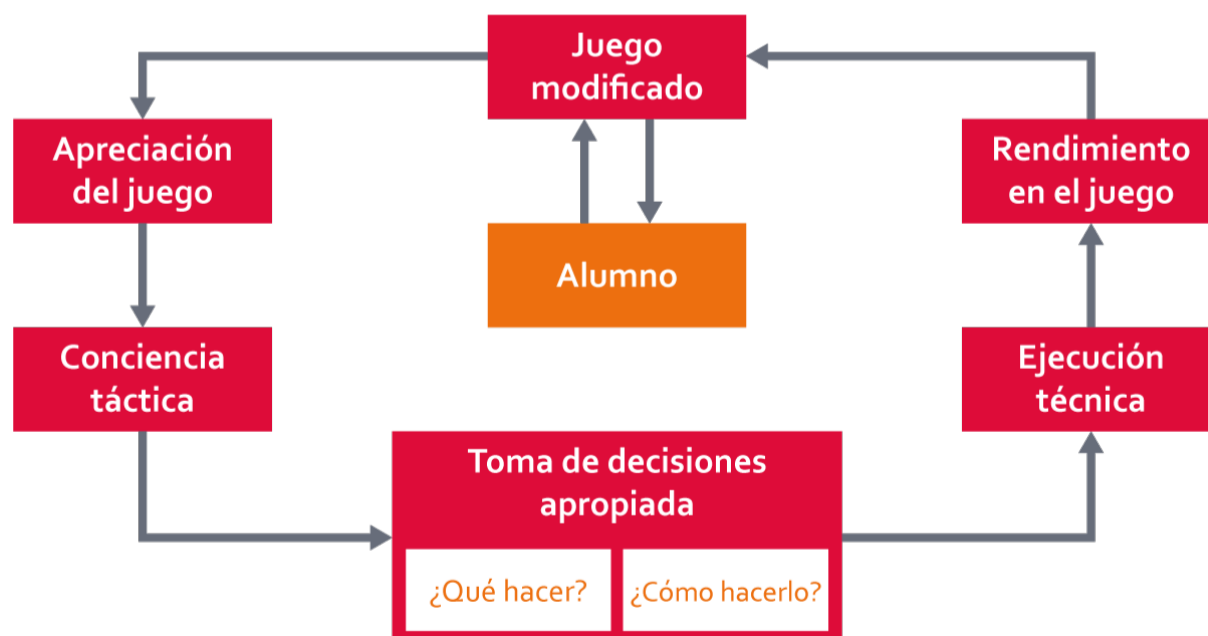 Juego
modificado
Apreciación
del juego
Rendimiento
en el juego
Alumno
Conciencia
táctica
Ejecución
técnica
Toma de decisiones
apropiada
¿Qué hacer?
¿Cómo hacerlo?